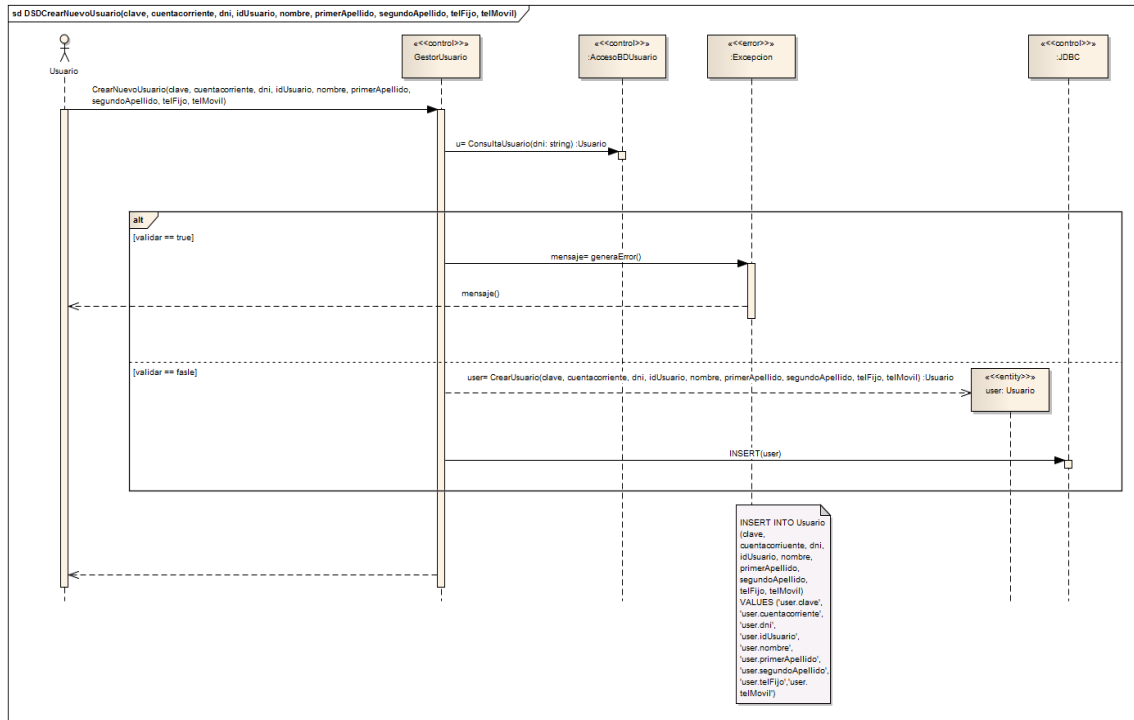 sd DSDCrearNuevoUsuario(clave, cuentacorriente, dni, idUsuario, nombre, primerApellido, segundoApellido, telFijo, telMovil)
Usuario
«<<control>>»
GestorUsuario
«<<control>>»
:AccesoBDUsuario
«<<error>>»
:Excepcion
«<<control>>»
:JDBC
CrearNuevoUsuario(clave, cuentacorriente, dni, idUsuario, nombre, primerApellido,
segundoApellido, telFijo, telMovil)
u= ConsultaUsuario(dni: string) :Usuario
alt
[validar == true]
mensaje= generaError()
mensaje()
[validar == fasle]
user= CrearUsuario(clave, cuentacorriente, dni, idUsuario, nombre, primerApellido, segundoApellido, telFijo, telMovil) :Usuario
«<<entity>>»
user: Usuario
INSERT(user)
INSERT INTO Usuario
(clave,
cuentacorriuente, dni,
idUsuario, nombre,
primerApellido,
segundoApellido,
telFijo, telMovil)
VALUES ('user.clave',
'user.cuentacorriente',
'user.dni',
'user.idUsuario',
'user.nombre',
'user.primerApellido',
'user.segundoApellido',
'user.telFijo','user.
telMovil')